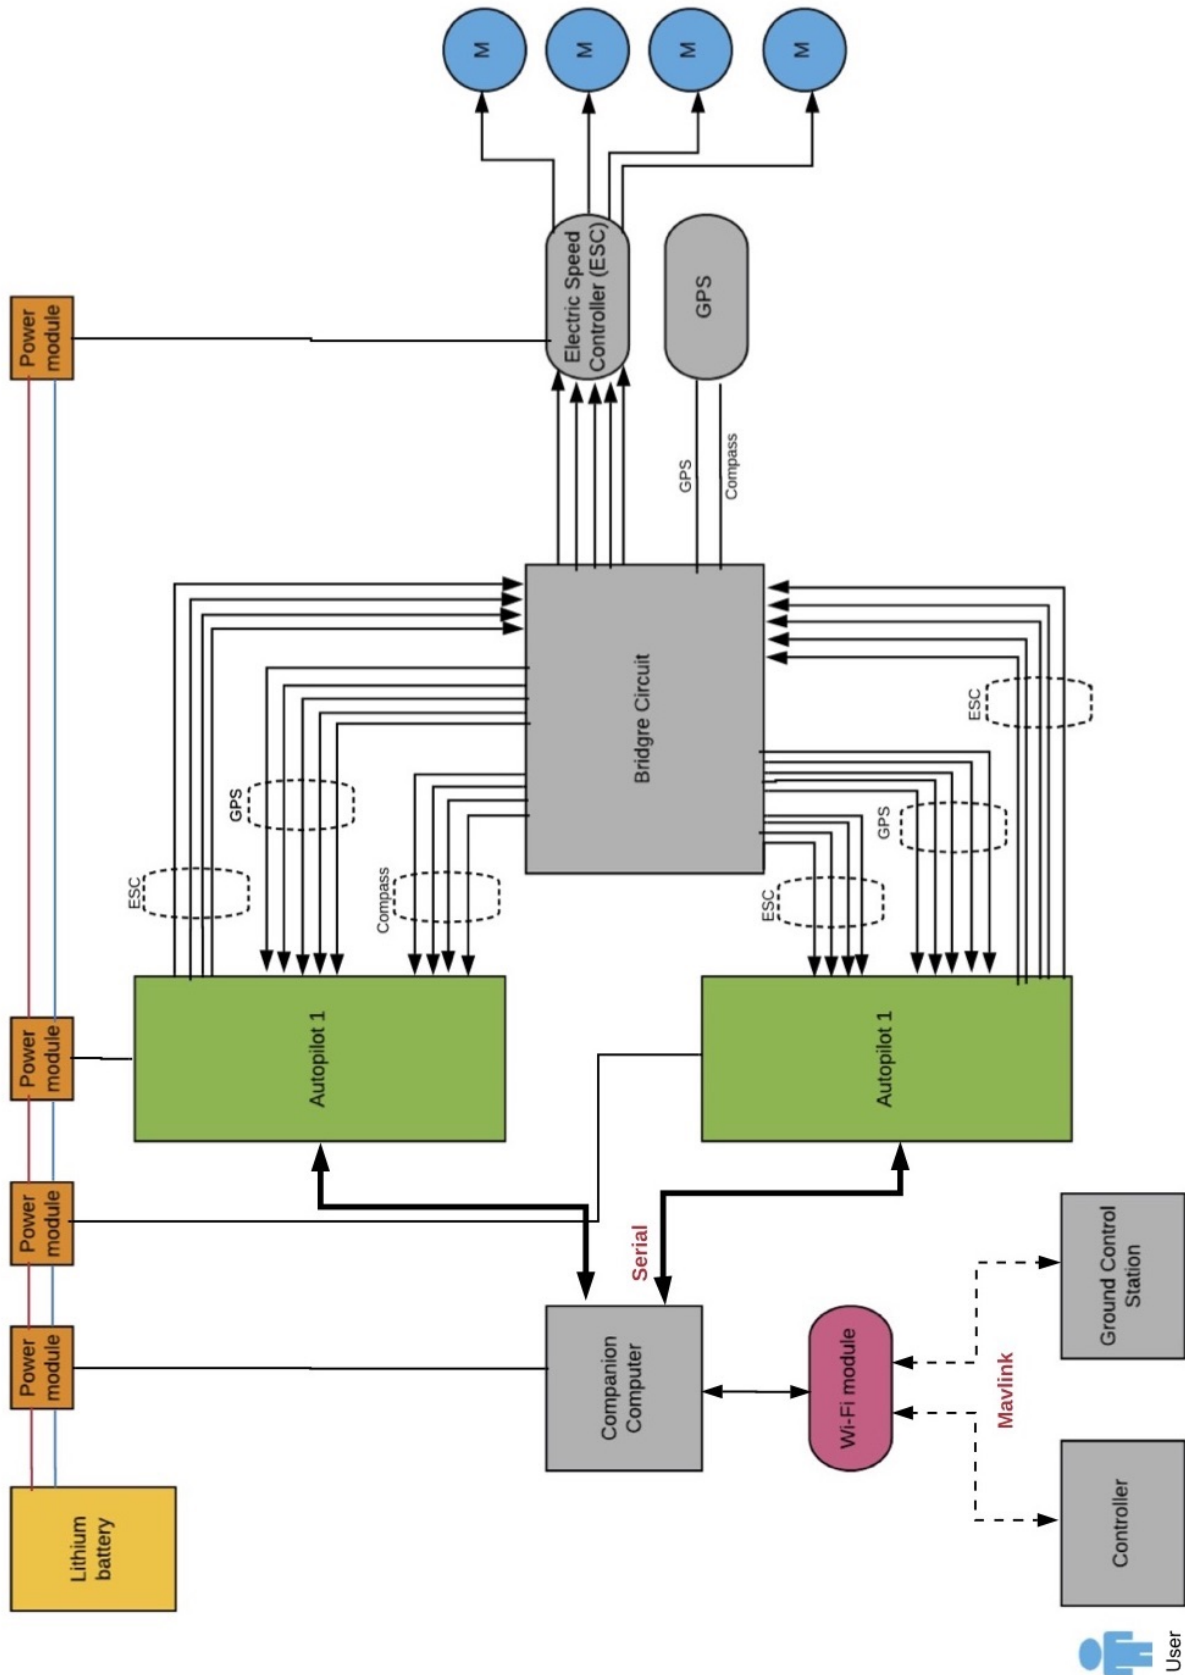 Lithium
battery
Power
module
Power
module
Power
module
Power
module
ESC
GPS
Autopilot 1
Compass
M
M
Electric Speed
Controller (ESC)
Companion
Computer
Serial
Bridgre Circuit
M
GPS
GPS
Compass
ESC
M
Wi-Fi module
Autopilot 1
GPS
ESC
Mavlink
Controller
Ground Control
Station
User